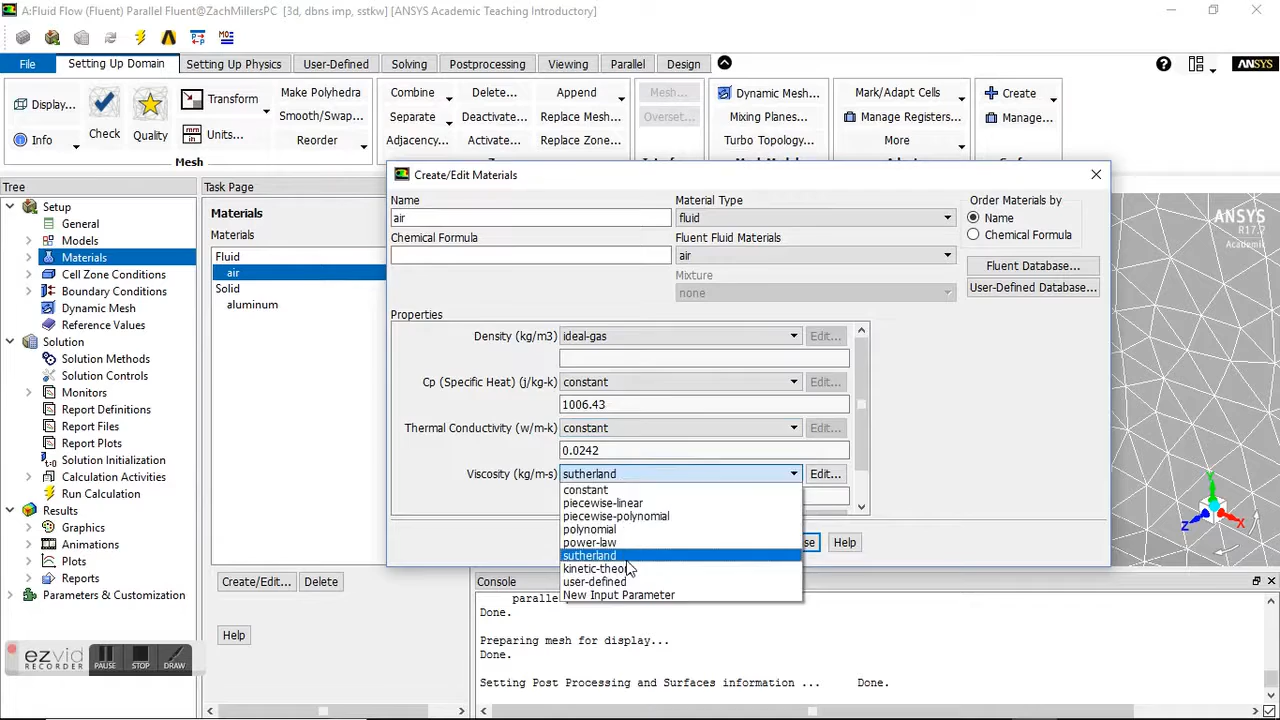 A:Fluid Flow (Fluent) Parallel Fluent@ZachMillersPC [3d, dbns imp, sstkw] [ANSYS Academic Teaching Introductory]
File
Setting Up Domain
Setting Up Physics
User-Defined
Solving
Postprocessing
Viewing
Parallel
Design
ANSYS
Display...
Info
Check
Quality
Transform
Units...
Make Polyhedra
Smooth/Swap...
Reorder
Mesh
Combine
Separate
Adjacency...
Delete...
Deactivate...
Activate...
Append
Replace Mesh...
Replace Zone...
Mesh...
Overset...
Dynamic Mesh...
Mixing Planes...
Turbo Topology...
Mark/Adapt Cells
Manage Registers...
More
Create
Manage...
Tree
Setup
General
Models
Materials
Cell Zone Conditions
Boundary Conditions
Dynamic Mesh
Reference Values
Solution
Solution Methods
Solution Controls
Monitors
Report Definitions
Report Files
Report Plots
Solution Initialization
Calculation Activities
Run Calculation
Results
Graphics
Animations
Plots
Reports
Parameters & Customization
Task Page
Materials
Materials
Fluid
air
Solid
aluminum
Create/Edit...
Delete
Help
Create/Edit Materials
Name
air
Chemical Formula
Material Type
fluid
Fluent Fluid Materials
air
Mixture
none
Order Materials by
Name
Chemical Formula
Fluent Database...
User-Defined Database...
Properties
Density (kg/m3)
ideal-gas
Edit...
Cp (Specific Heat) (j/kg-k)
constant
Edit...
1006.43
Thermal Conductivity (w/m-k)
constant
Edit...
0.0242
Viscosity (kg/m-s)
sutherland
Edit...
constant
piecewise-linear
piecewise-polynomial
polynomial
power-law
sutherland
user-defined
New Input Parameter
Help
ANSYS
R17.2
Academic
Y
Z
X
Console
Done.
Preparing mesh for display...
Done.
Setting Post Processing and Surfaces information ... Done.
ezvid
RECORDER
PAUSE
STOP
DRAW